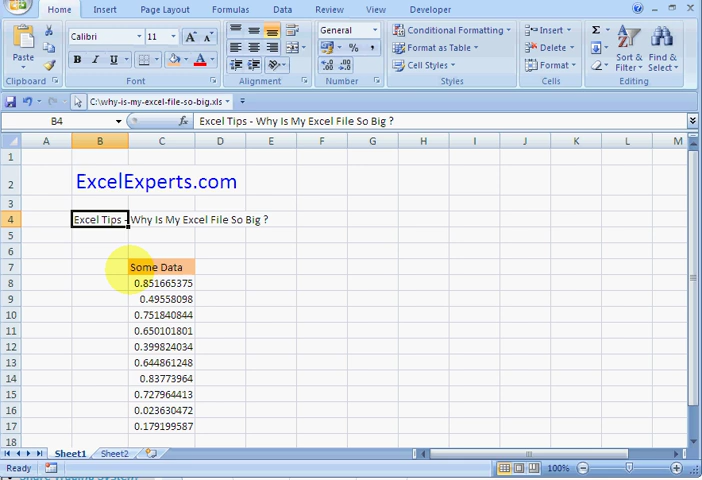 Home Insert Page Layout Formulas Data Review View Developer
Paste
Calibri 11
B I U
A A
A
General
% ,
Conditional Formatting
Format as Table
Cell Styles
Insert
Delete
Format
Σ
Sort & Filter
Find & Select
Clipboard Font Alignment Number Styles Cells Editing
C:\why-is-my-excel-file-so-big.xls
B4 fx Excel Tips - Why Is My Excel File So Big ?
A B C D E F G H I J K L M
1
2 ExcelExperts.com
3
4 Excel Tips - Why Is My Excel File So Big ?
5
6
7 Some Data
8 0.851665375
9 0.49558098
10 0.751840844
11 0.650101801
12 0.399824034
13 0.644861248
14 0.83773964
15 0.727964413
16 0.023630472
17 0.179199587
18
Sheet1 Sheet2
Ready 100%